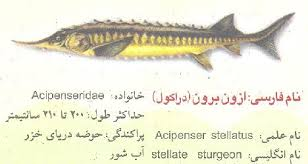 نام فارسی: ازون برون (دراکول) خانواده: Acipenseridae
حداکثر طول: ۲۰۰ تا ۲۱۰ سانتیمتر
نام علمی: Acipenser stellatus پراکندگی: حوضه دریای خزر
نام انگلیسی: stellate sturgeon آب شور